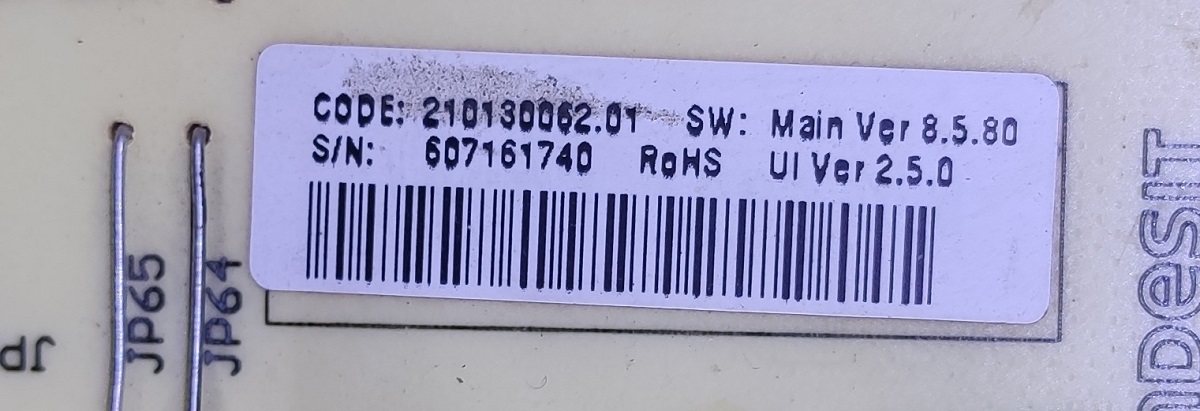 CODE: 210130062.01 SW: Main Ver 8.5.80
S/N: 607161740 RoHS UI Ver 2.5.0
JP65
JP64
JP
INDESIT